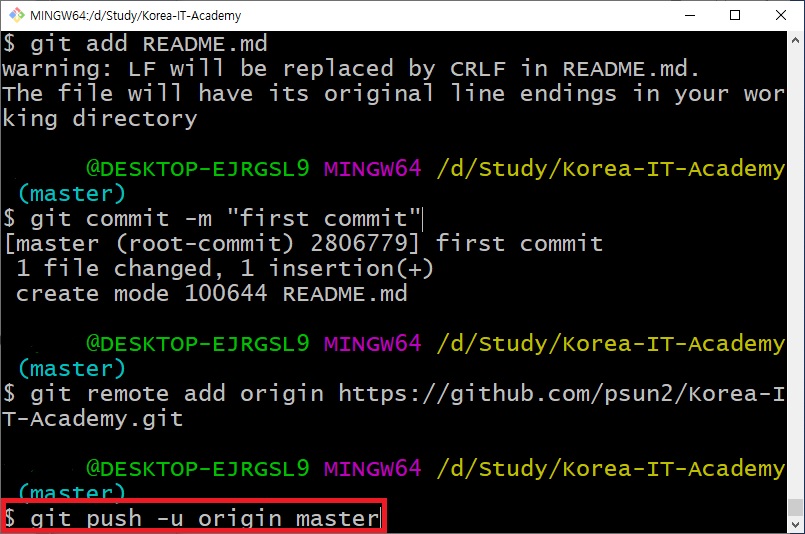 MINGW64:/d/Study/Korea-IT-Academy
$ git add README.md
warning: LF will be replaced by CRLF in README.md.
The file will have its original line endings in your wor
king directory
@DESKTOP-EJRGSL9 MINGW64 /d/Study/Korea-IT-Academy
(master)
$ git commit -m "first commit"
[master (root-commit) 2806779] first commit
1 file changed, 1 insertion(+)
create mode 100644 README.md
@DESKTOP-EJRGSL9 MINGW64 /d/Study/Korea-IT-Academy
(master)
$ git remote add origin https://github.com/psun2/Korea-I
T-Academy.git
@DESKTOP-EJRGSL9 MINGW64 /d/Study/Korea-IT-Academy
(master)
$ git push -u origin master